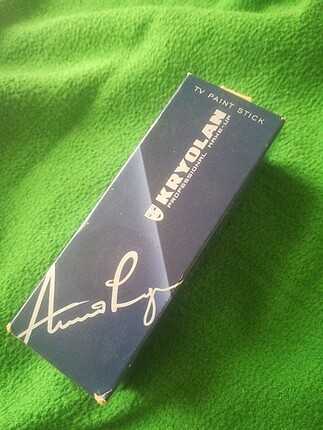 TV PAINT STICK
KRYOLAN
PROFESSIONAL MAKE-UP